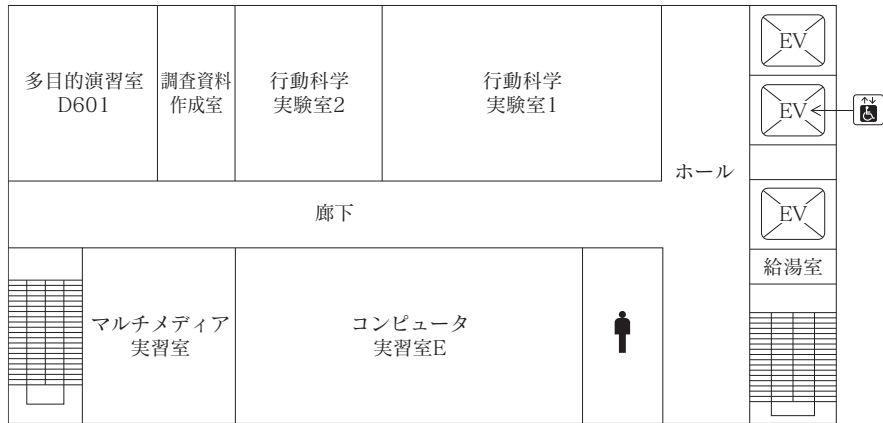 多目的演習室
D601
調査資料
作成室
行動科学
実験室2
行動科学
実験室1
EV
EV
ホール
廊下
EV
給湯室
マルチメディア
実習室
コンピュータ
実習室E